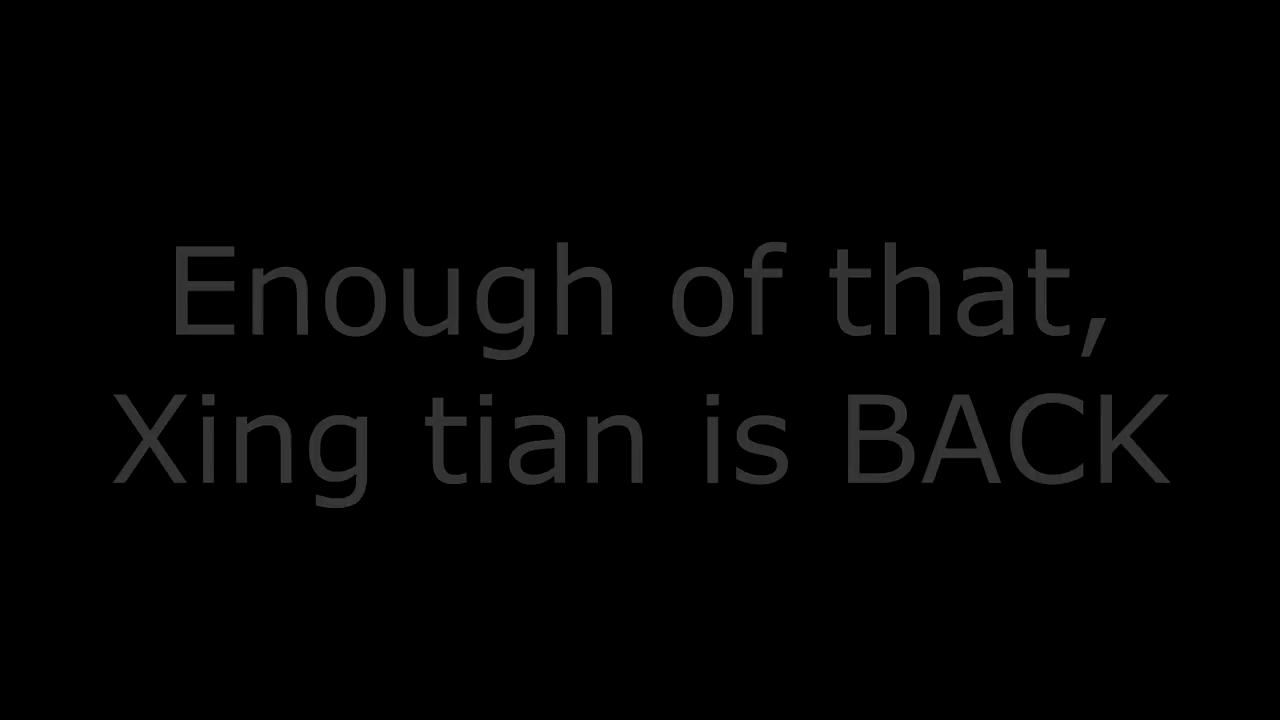 Enough of that,
Xing tian is BACK